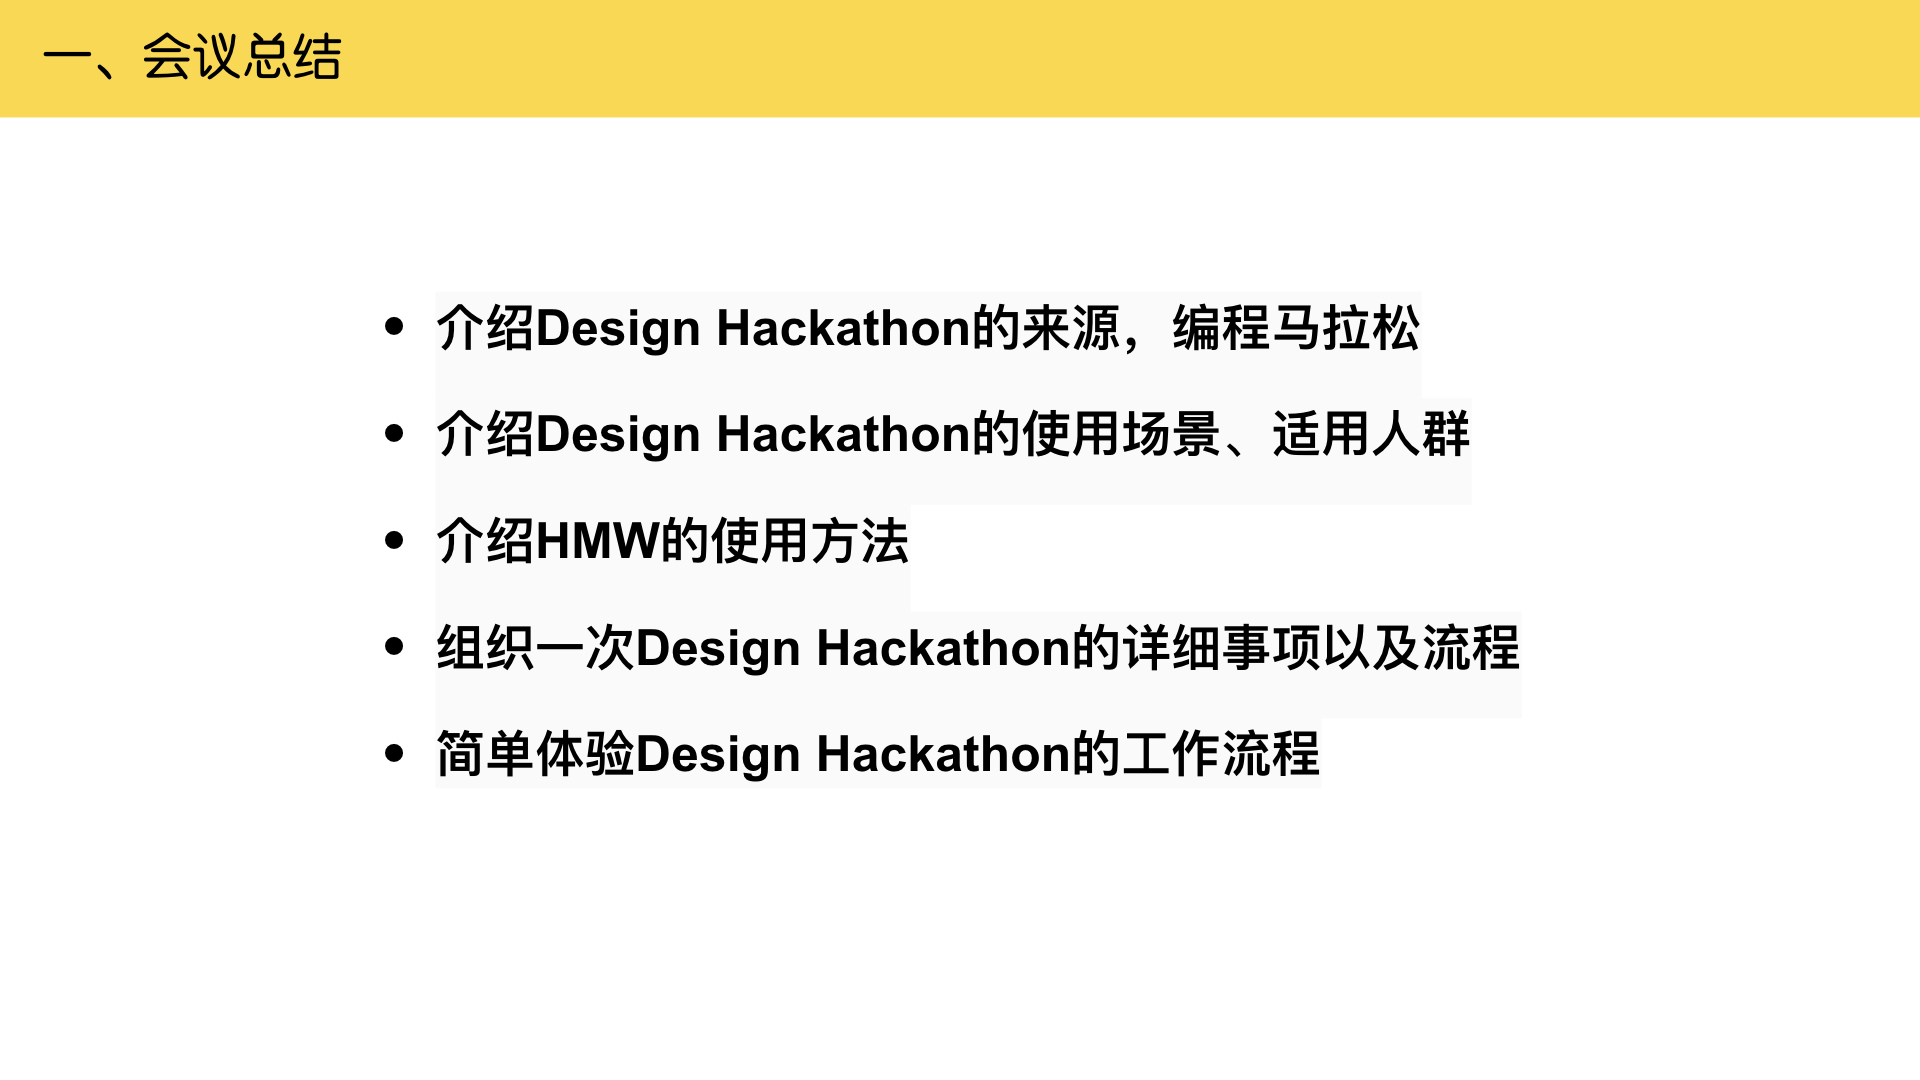 一、会议总结
• 介绍Design Hackathon的来源，编程马拉松
• 介绍Design Hackathon的使用场景、适用人群
• 介绍HMW的使用方法
• 组织一次Design Hackathon的详细事项以及流程
• 简单体验Design Hackathon的工作流程